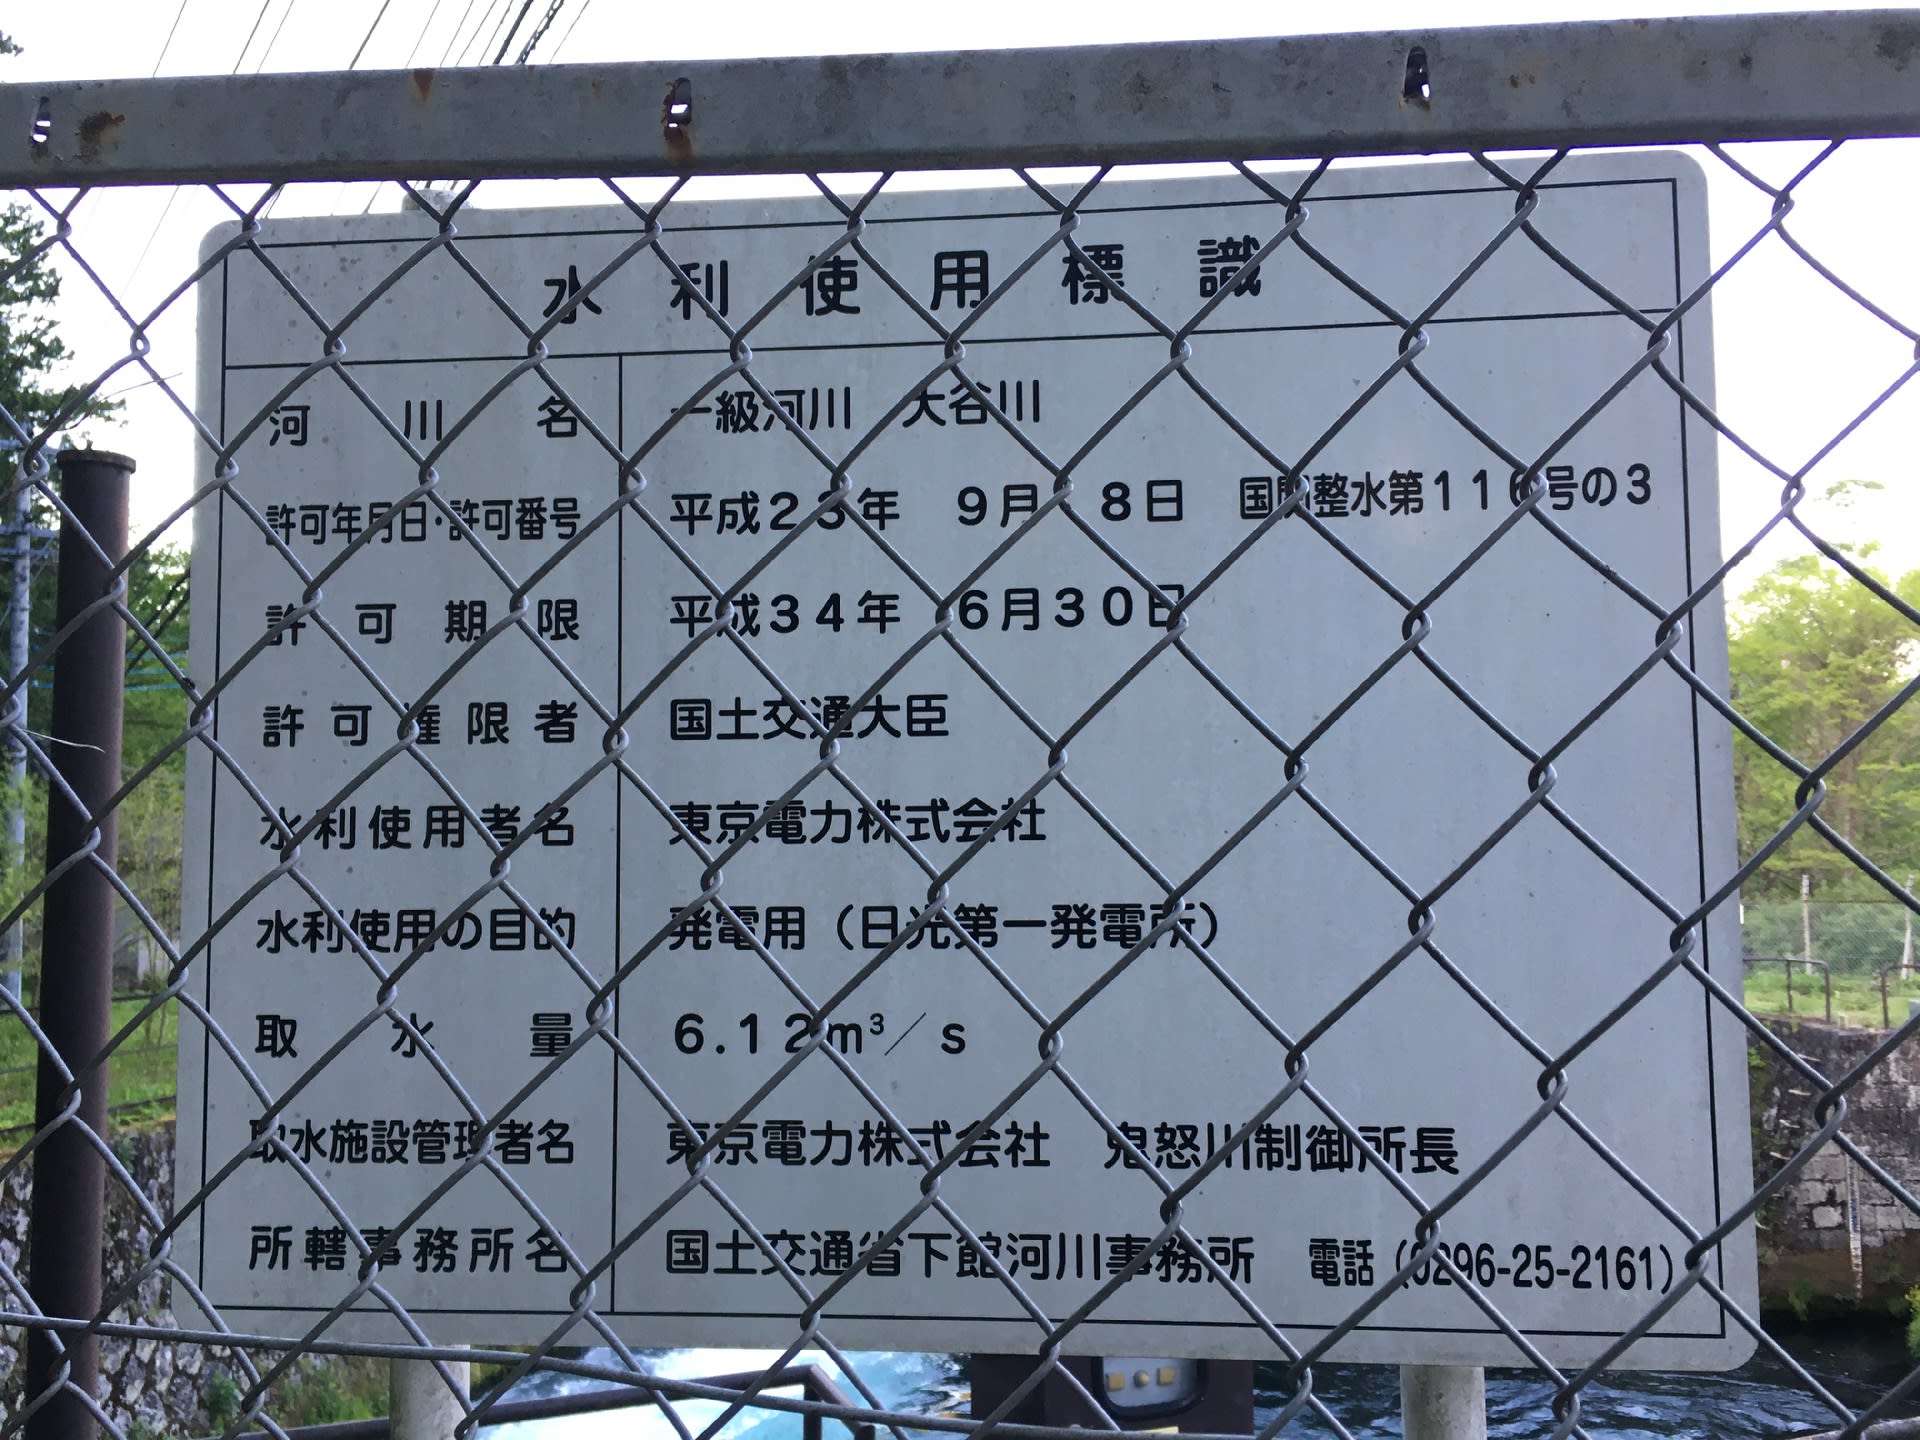 水利使用標識
河川名 一級河川 大谷川
許可年月日・許可番号 平成23年 9月 8日 国関整水第116号の3
許可期限 平成34年 6月30日
許可権限者 国土交通大臣
水利使用者名 東京電力株式会社
水利使用の目的 発電用（日光第一発電所）
取水量 6.12m³／s
取水施設管理者名 東京電力株式会社 鬼怒川制御所長
所轄事務所名 国土交通省下館河川事務所 電話（0296-25-2161）